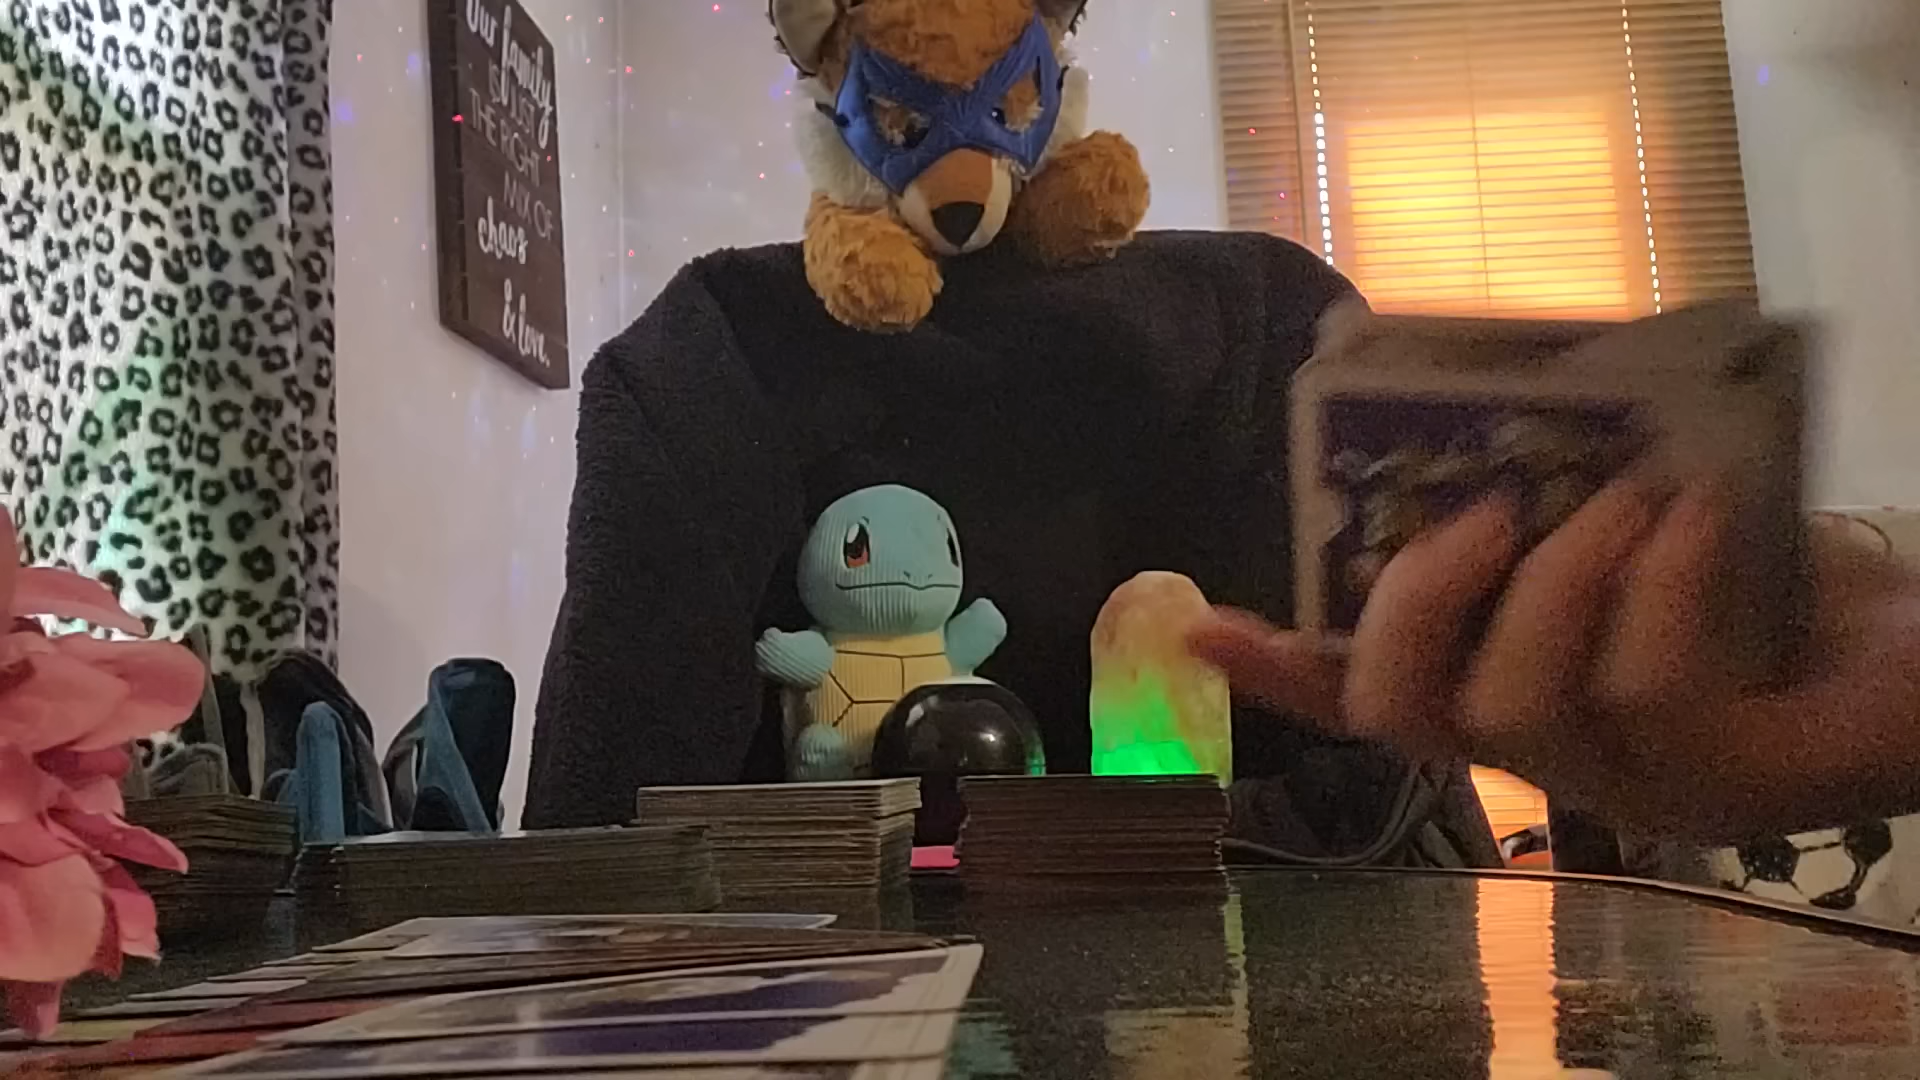 Our family
IS JUST
THE RIGHT
MIX OF
chaos
& love.